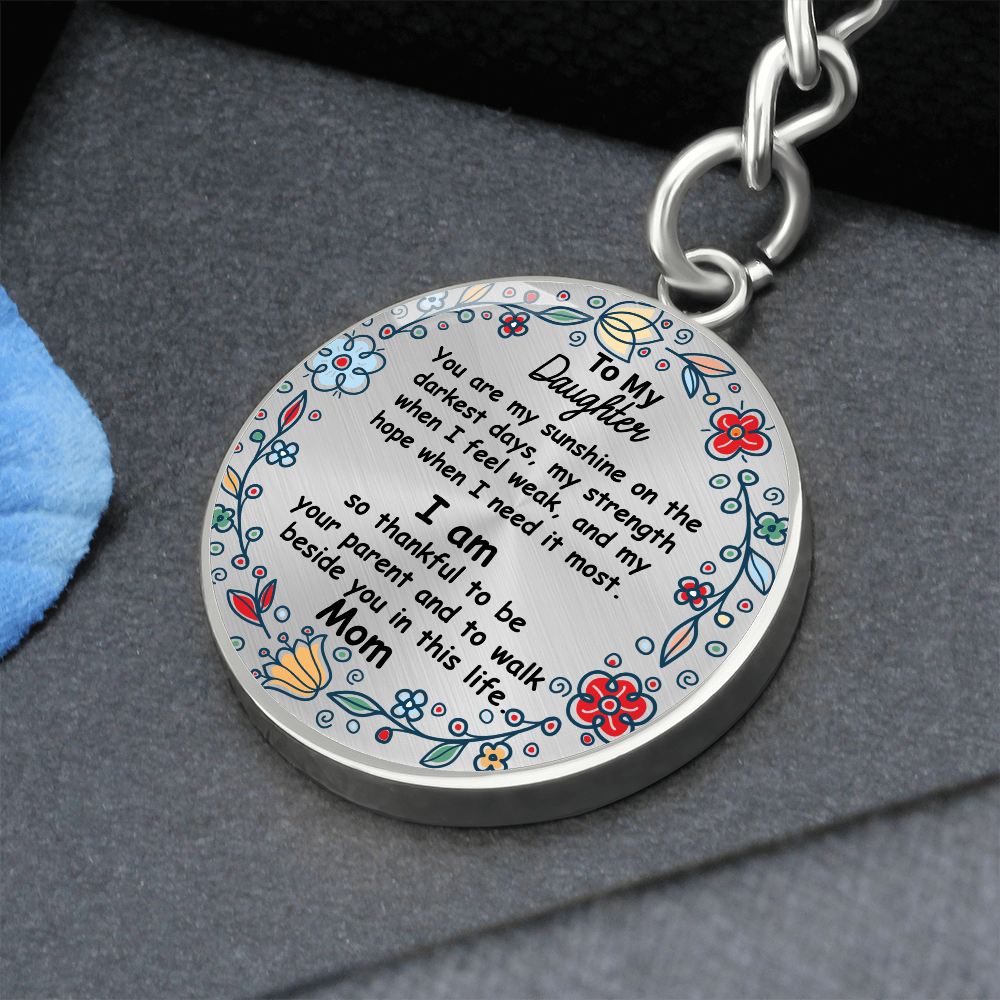 To My
Daughter
You are my sunshine on the
darkest days, my strength
when I feel weak, and my
hope when I need it most.
I am
so thankful to be
your parent and to walk
beside you in this life.
Mom